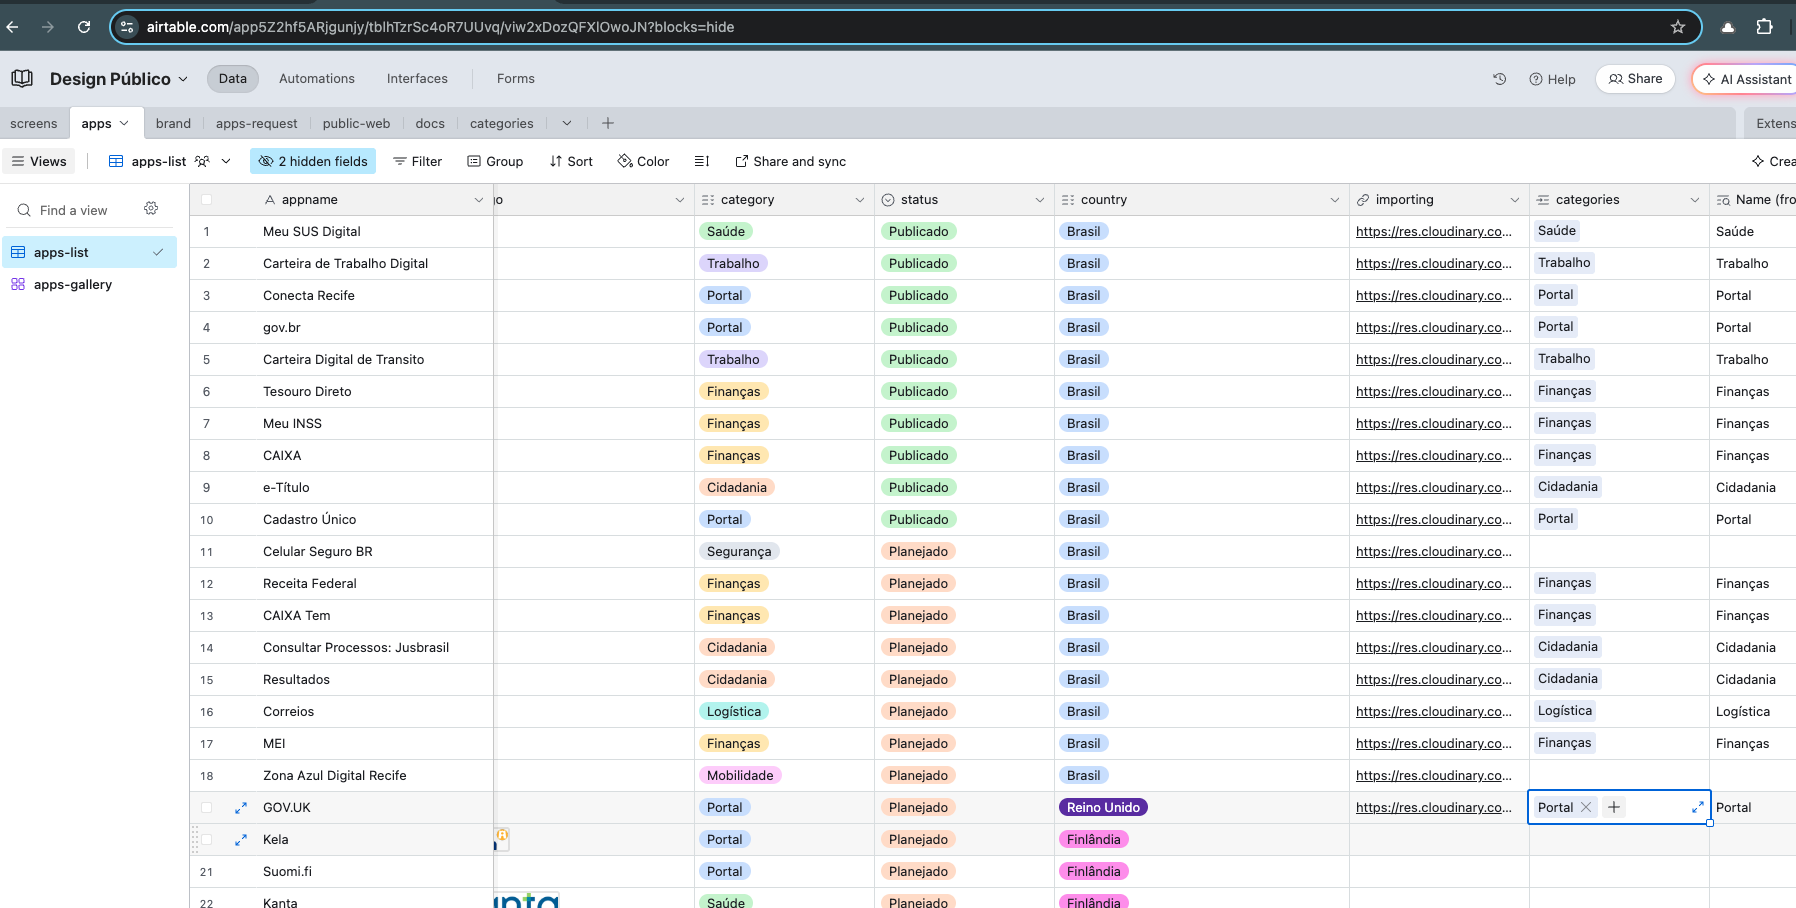 airtable.com/app5Z2hf5ARjgunjy/tblhTzrSc4oR7UUvq/viw2xDozQFXlOwoJN?blocks=hide
Design Público Data Automations Interfaces Forms Help Share AI Assistant
screens apps brand apps-request public-web docs categories Extens
Views apps-list 2 hidden fields Filter Group Sort Color Share and sync Crea
Find a view
apps-list
apps-gallery
appname go category status country importing categories Name (fro
1 Meu SUS Digital Saúde Publicado Brasil https://res.cloudinary.co... Saúde Saúde
2 Carteira de Trabalho Digital Trabalho Publicado Brasil https://res.cloudinary.co... Trabalho Trabalho
3 Conecta Recife Portal Publicado Brasil https://res.cloudinary.co... Portal Portal
4 gov.br Portal Publicado Brasil https://res.cloudinary.co... Portal Portal
5 Carteira Digital de Transito Trabalho Publicado Brasil https://res.cloudinary.co... Trabalho Trabalho
6 Tesouro Direto Finanças Publicado Brasil https://res.cloudinary.co... Finanças Finanças
7 Meu INSS Finanças Publicado Brasil https://res.cloudinary.co... Finanças Finanças
8 CAIXA Finanças Publicado Brasil https://res.cloudinary.co... Finanças Finanças
9 e-Título Cidadania Publicado Brasil https://res.cloudinary.co... Cidadania Cidadania
10 Cadastro Único Portal Publicado Brasil https://res.cloudinary.co... Portal Portal
11 Celular Seguro BR Segurança Planejado Brasil https://res.cloudinary.co...
12 Receita Federal Finanças Planejado Brasil https://res.cloudinary.co... Finanças Finanças
13 CAIXA Tem Finanças Planejado Brasil https://res.cloudinary.co... Finanças Finanças
14 Consultar Processos: Jusbrasil Cidadania Planejado Brasil https://res.cloudinary.co... Cidadania Cidadania
15 Resultados Cidadania Planejado Brasil https://res.cloudinary.co... Cidadania Cidadania
16 Correios Logística Planejado Brasil https://res.cloudinary.co... Logística Logística
17 MEI Finanças Planejado Brasil https://res.cloudinary.co... Finanças Finanças
18 Zona Azul Digital Recife Mobilidade Planejado Brasil https://res.cloudinary.co...
GOV.UK Portal Planejado Reino Unido https://res.cloudinary.co... Portal Portal
Kela Portal Planejado Finlândia
21 Suomi.fi Portal Planejado Finlândia
22 Kanta Saúde Planejado Finlândia